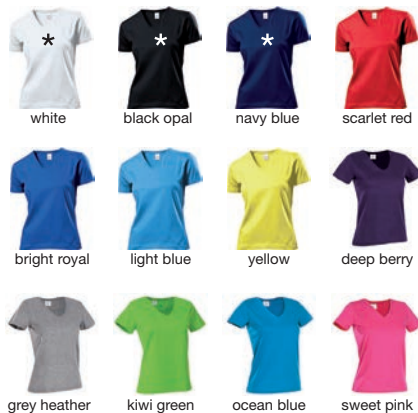 * * *
white black opal navy blue scarlet red
bright royal light blue yellow deep berry
grey heather kiwi green ocean blue sweet pink